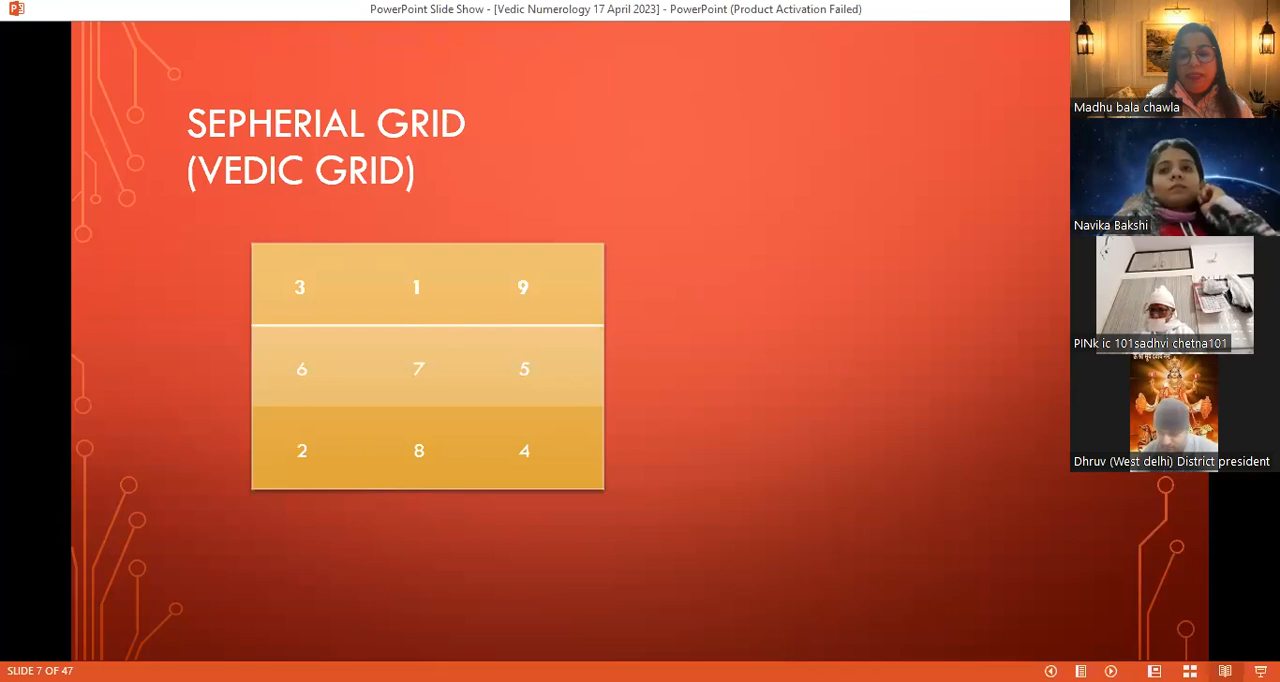 PowerPoint Slide Show - [Vedic Numerology 17 April 2023] - PowerPoint (Product Activation Failed)
SEPHERIAL GRID
(VEDIC GRID)
3 1 9
6 7 5
2 8 4
Madhu bala chawla
Navika Bakshi
PINk ic 101sadhvi chetna101
Dhruv (West delhi) District president
SLIDE 7 OF 47